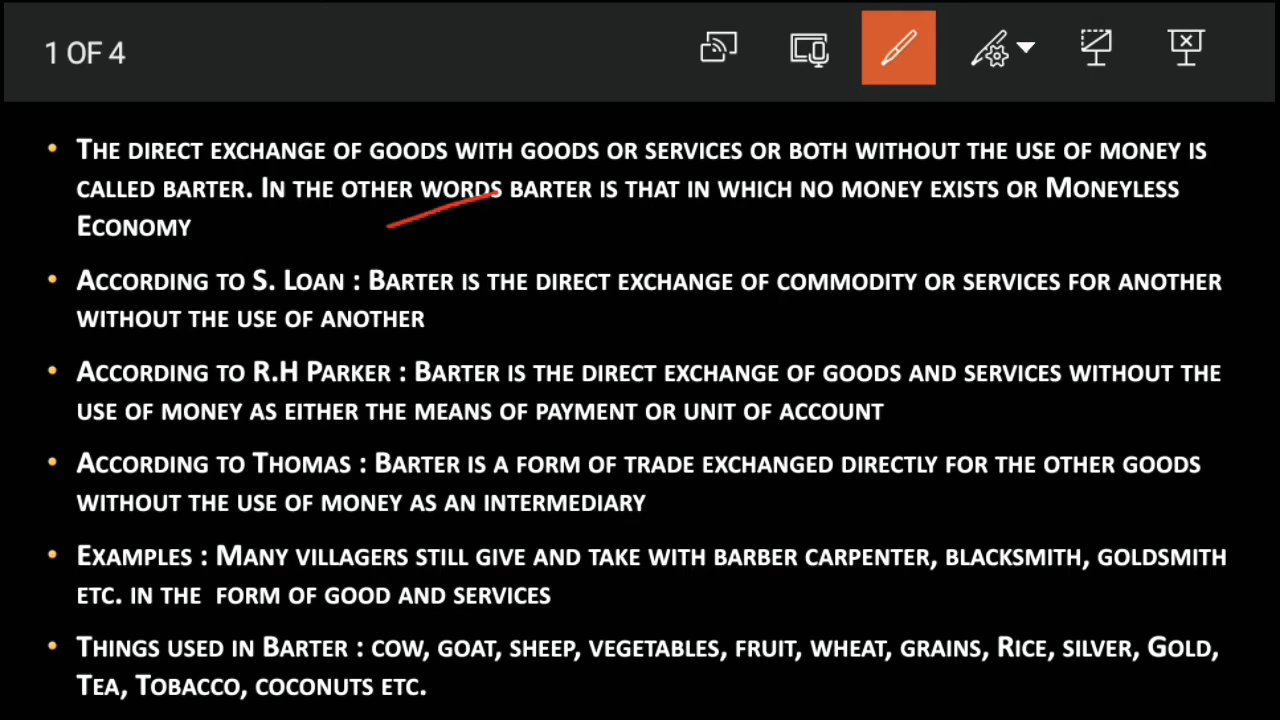 1 OF 4
• The direct exchange of goods with goods or services or both without the use of money is
called barter. In the other words barter is that in which no money exists or Moneyless
Economy
• According to S. Loan : Barter is the direct exchange of commodity or services for another
without the use of another
• According to R.H Parker : Barter is the direct exchange of goods and services without the
use of money as either the means of payment or unit of account
• According to Thomas : Barter is a form of trade exchanged directly for the other goods
without the use of money as an intermediary
• Examples : Many villagers still give and take with barber carpenter, blacksmith, goldsmith
etc. in the form of good and services
• Things used in Barter : cow, goat, sheep, vegetables, fruit, wheat, grains, Rice, silver, Gold,
Tea, Tobacco, coconuts etc.